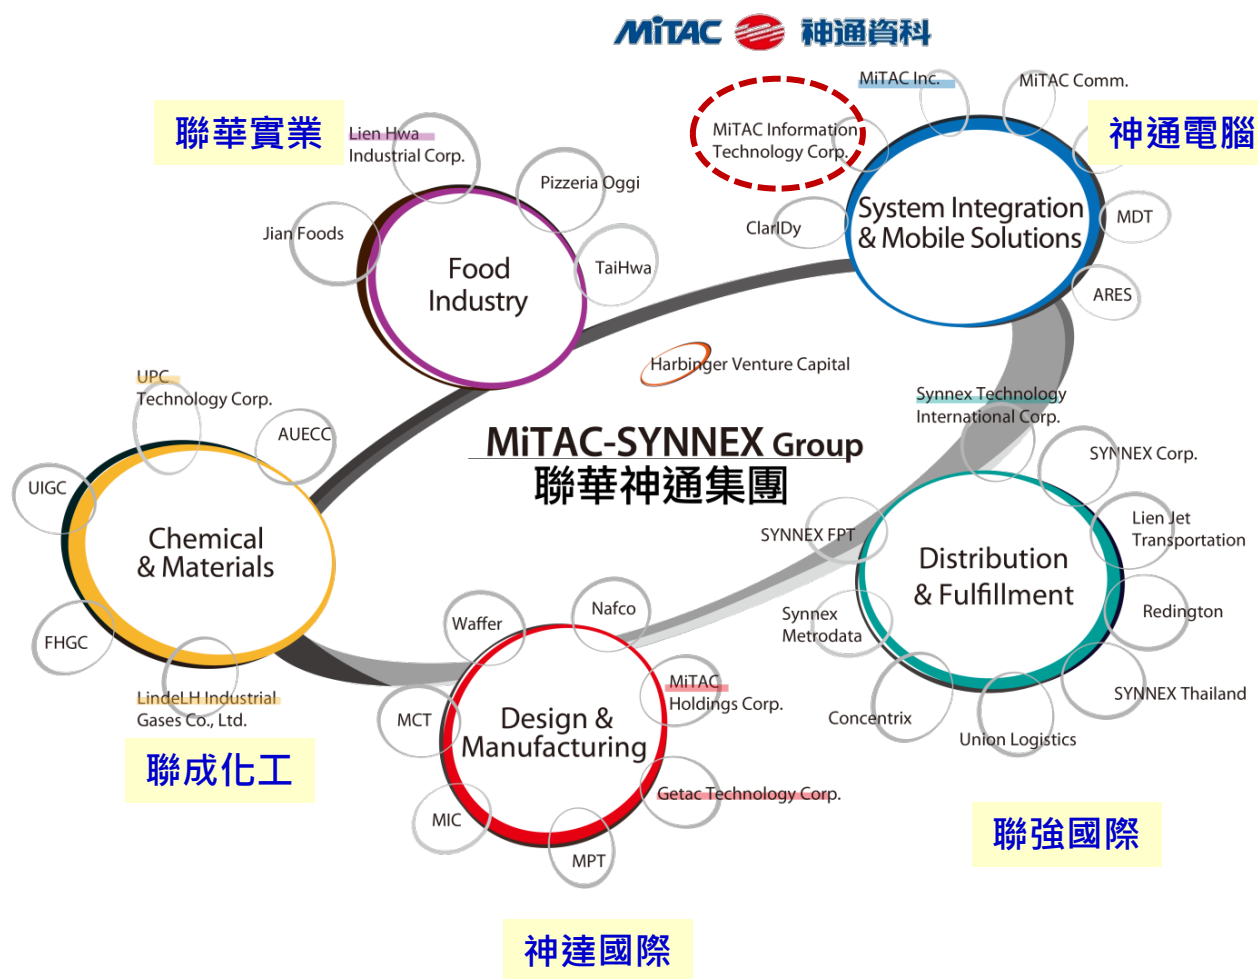 MiTAC 神通資科
MiTAC Inc.
MiTAC Comm.
聯華實業
Lien Hwa
Industrial Corp.
MiTAC Information
Technology Corp.
神通電腦
Pizzeria Oggi
Jian Foods
TaiHwa
Food
Industry
ClarIDy
System Integration
& Mobile Solutions
MDT
ARES
Harbinger Venture Capital
UPC
Technology Corp.
AUECC
UIGC
Chemical
& Materials
FHGC
LindeLH Industrial
Gases Co., Ltd.
聯成化工
MiTAC-SYNNEX Group
聯華神通集團
Synnex Technology
International Corp.
SYNNEX Corp.
SYNNEX FPT
Lien Jet
Transportation
Distribution
& Fulfillment
Synnex
Metrodata
Redington
SYNNEX Thailand
Concentrix
Union Logistics
聯強國際
Waffer
Nafco
MiTAC
Holdings Corp.
MCT
Design &
Manufacturing
Getac Technology Corp.
MIC
MPT
神達國際